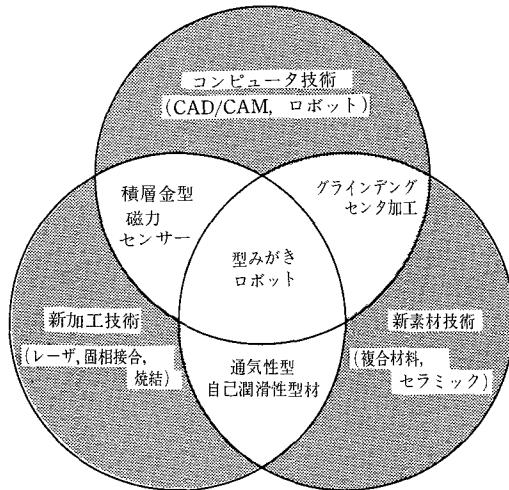 コンピュータ技術
(CAD/CAM, ロボット)
積層金型
磁力
センサー
グラインデング
センタ加工
型みがき
ロボット
新加工技術
(レーザ,固相接合,
焼結)
新素材技術
(複合材料,
セラミック)
通気性型
自己潤滑性型材